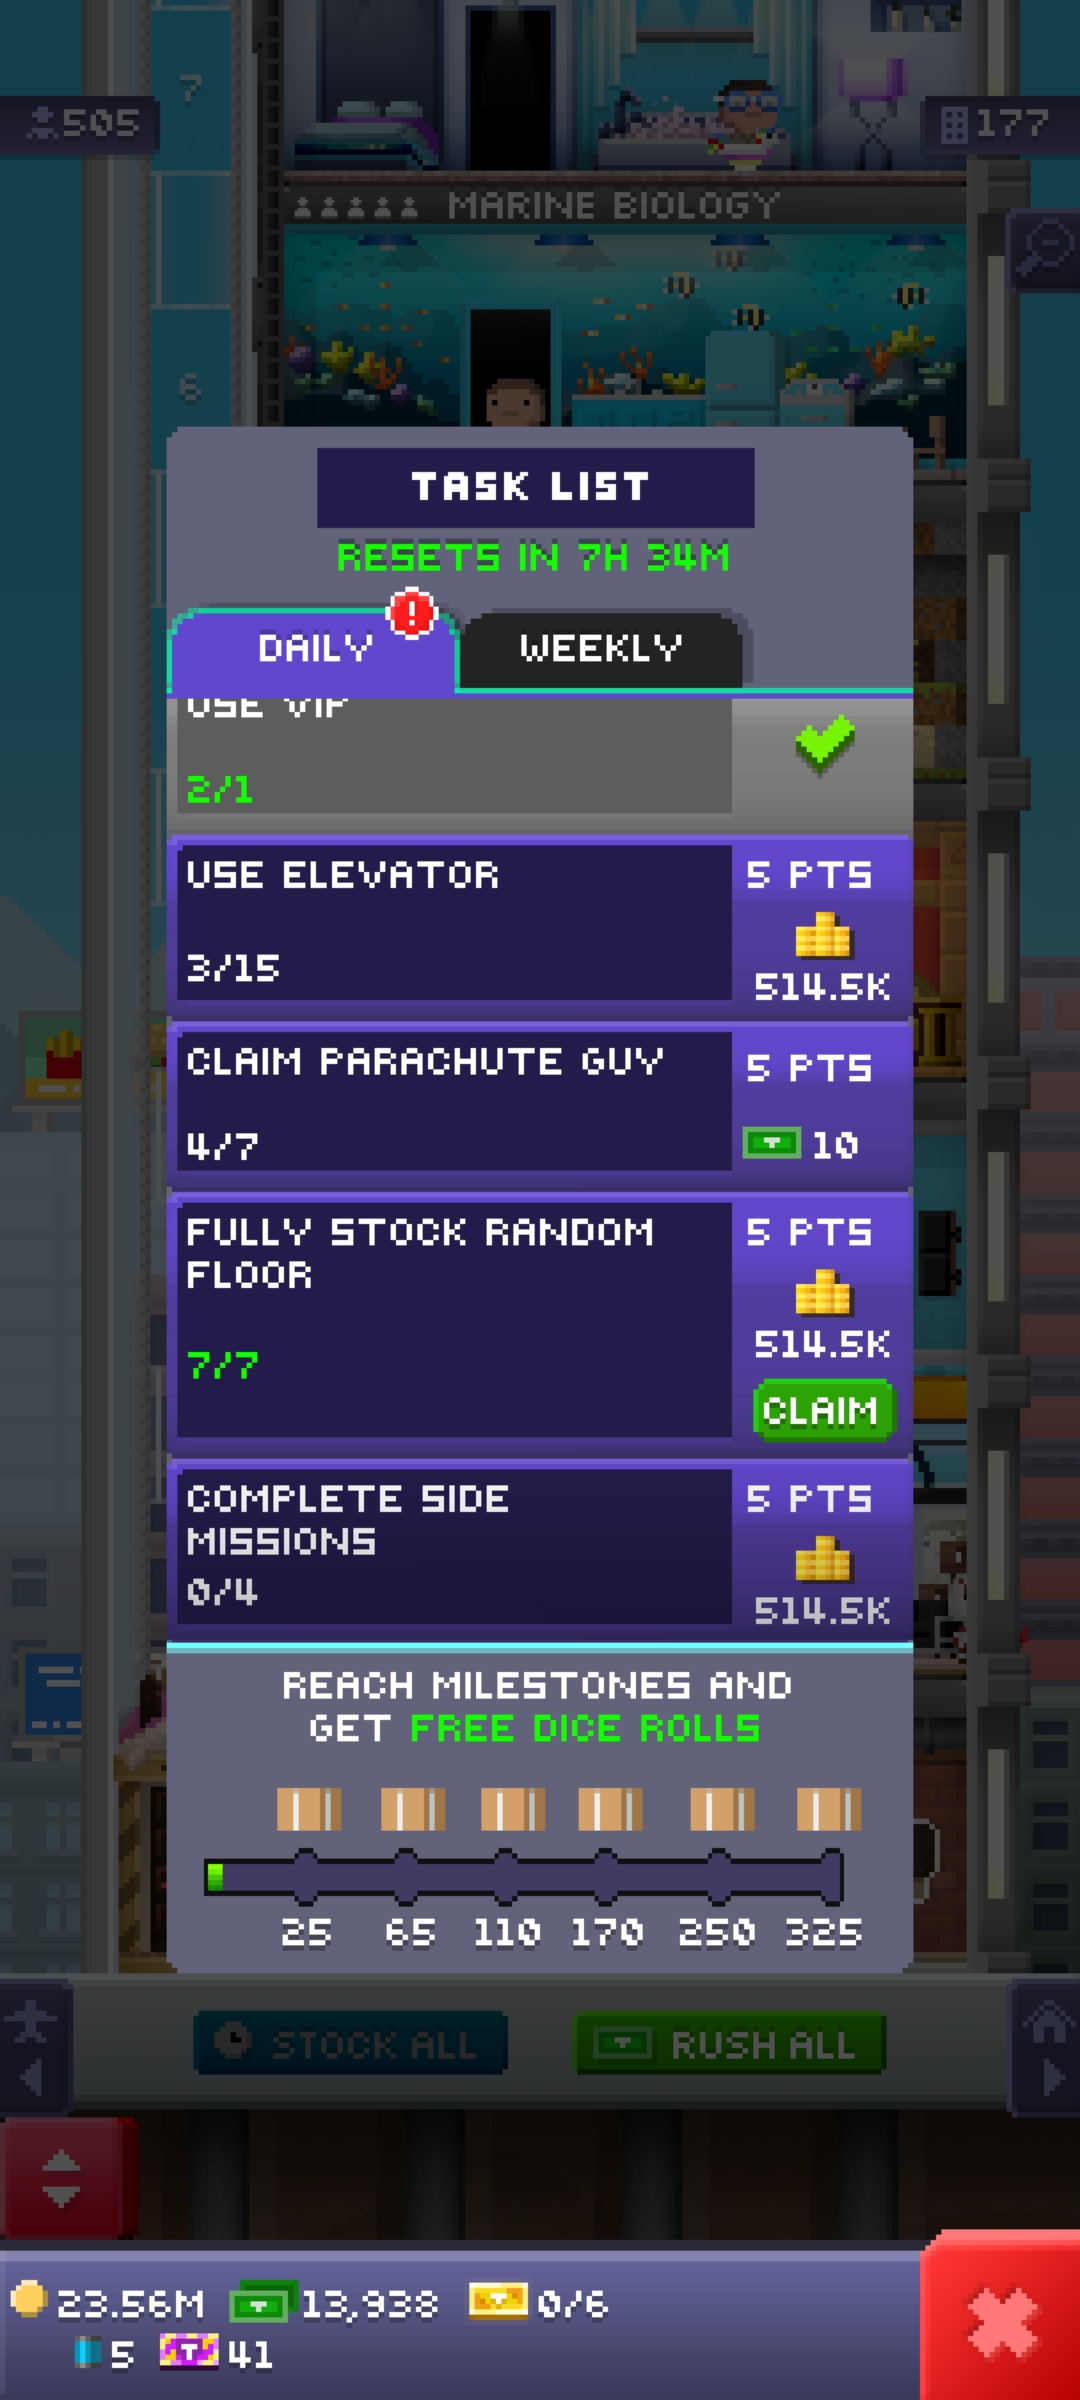 7
505
177
MARINE BIOLOGY
6
TASK LIST
RESETS IN 7H 34M
!
DAILY
WEEKLY
USE VIP
2/1
USE ELEVATOR
5 PTS
3/15
514.5K
CLAIM PARACHUTE GUY
5 PTS
4/7
10
FULLY STOCK RANDOM
FLOOR
5 PTS
7/7
514.5K
CLAIM
COMPLETE SIDE
MISSIONS
5 PTS
0/4
514.5K
REACH MILESTONES AND
GET FREE DICE ROLLS
25 65 110 170 250 325
STOCK ALL
RUSH ALL
23.56M 13,938 0/6
5 41